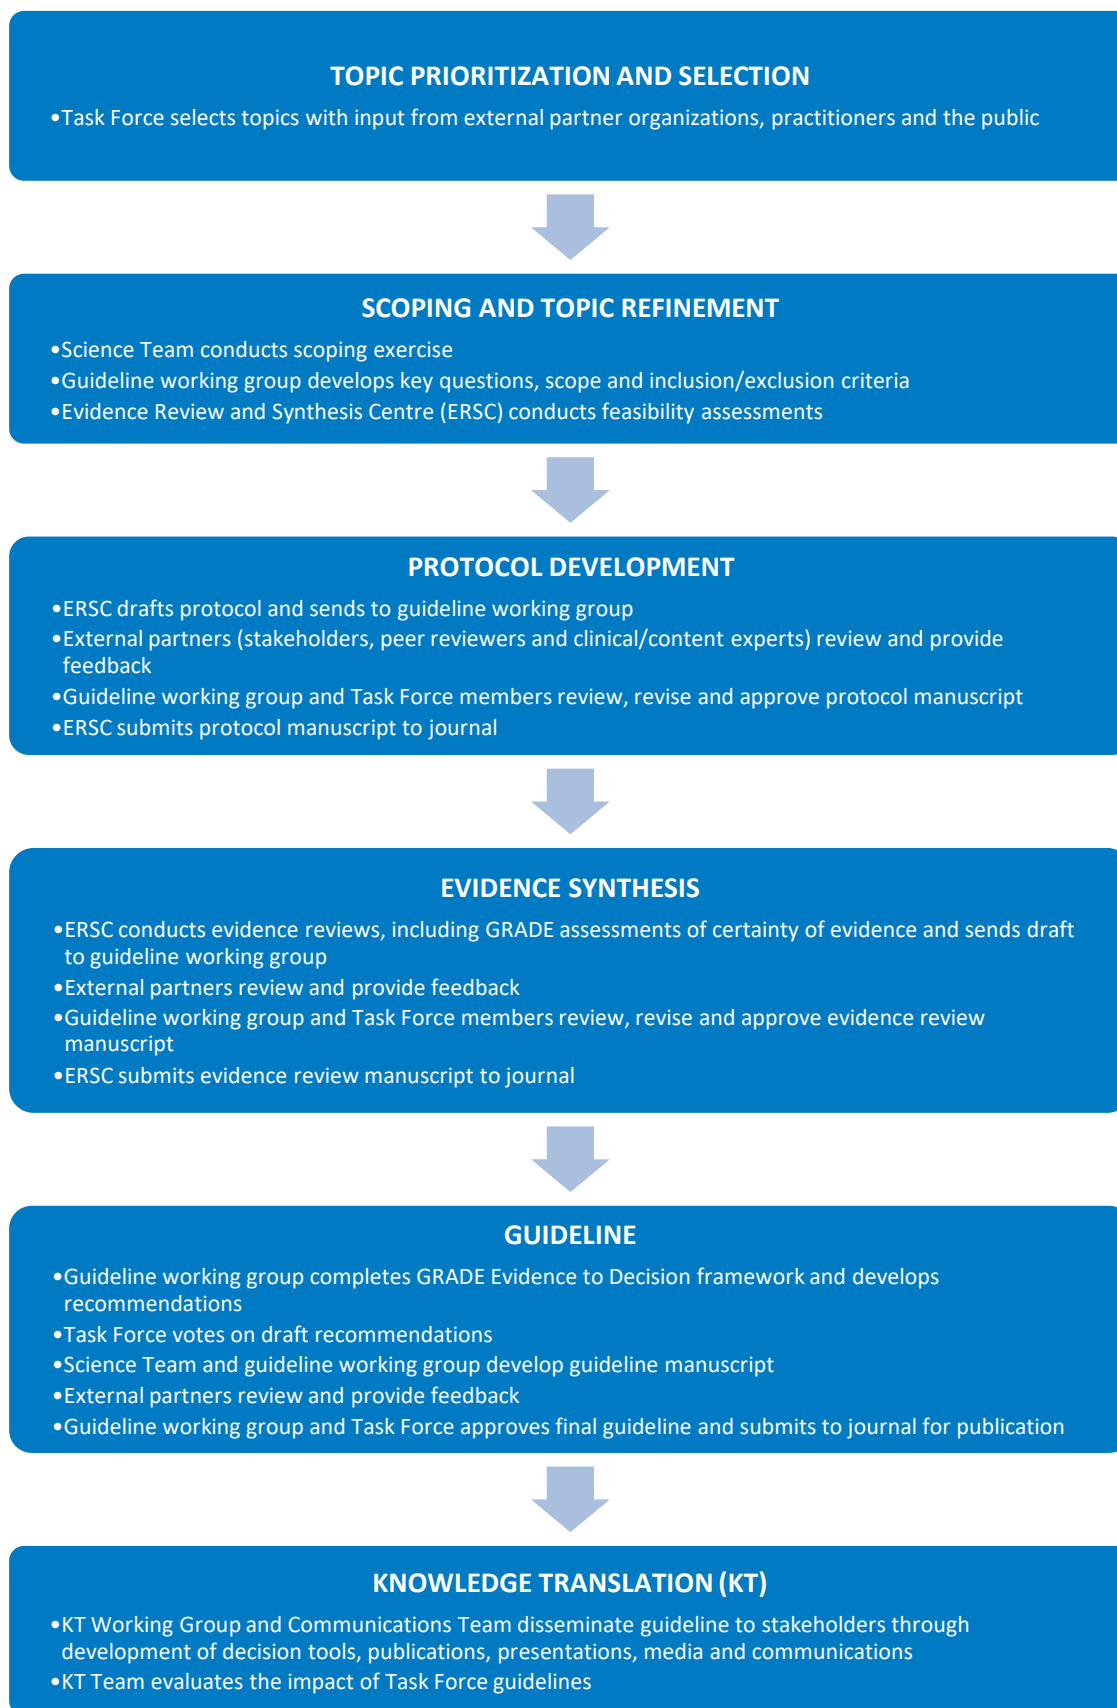 TOPIC PRIORITIZATION AND SELECTION
•Task Force selects topics with input from external partner organizations, practitioners and the public
SCOPING AND TOPIC REFINEMENT
•Science Team conducts scoping exercise
•Guideline working group develops key questions, scope and inclusion/exclusion criteria
•Evidence Review and Synthesis Centre (ERSC) conducts feasibility assessments
PROTOCOL DEVELOPMENT
•ERSC drafts protocol and sends to guideline working group
•External partners (stakeholders, peer reviewers and clinical/content experts) review and provide
feedback
•Guideline working group and Task Force members review, revise and approve protocol manuscript
•ERSC submits protocol manuscript to journal
EVIDENCE SYNTHESIS
•ERSC conducts evidence reviews, including GRADE assessments of certainty of evidence and sends draft
to guideline working group
•External partners review and provide feedback
•Guideline working group and Task Force members review, revise and approve evidence review
manuscript
•ERSC submits evidence review manuscript to journal
GUIDELINE
•Guideline working group completes GRADE Evidence to Decision framework and develops
recommendations
•Task Force votes on draft recommendations
•Science Team and guideline working group develop guideline manuscript
•External partners review and provide feedback
•Guideline working group and Task Force approves final guideline and submits to journal for publication
KNOWLEDGE TRANSLATION (KT)
•KT Working Group and Communications Team disseminate guideline to stakeholders through
development of decision tools, publications, presentations, media and communications
•KT Team evaluates the impact of Task Force guidelines